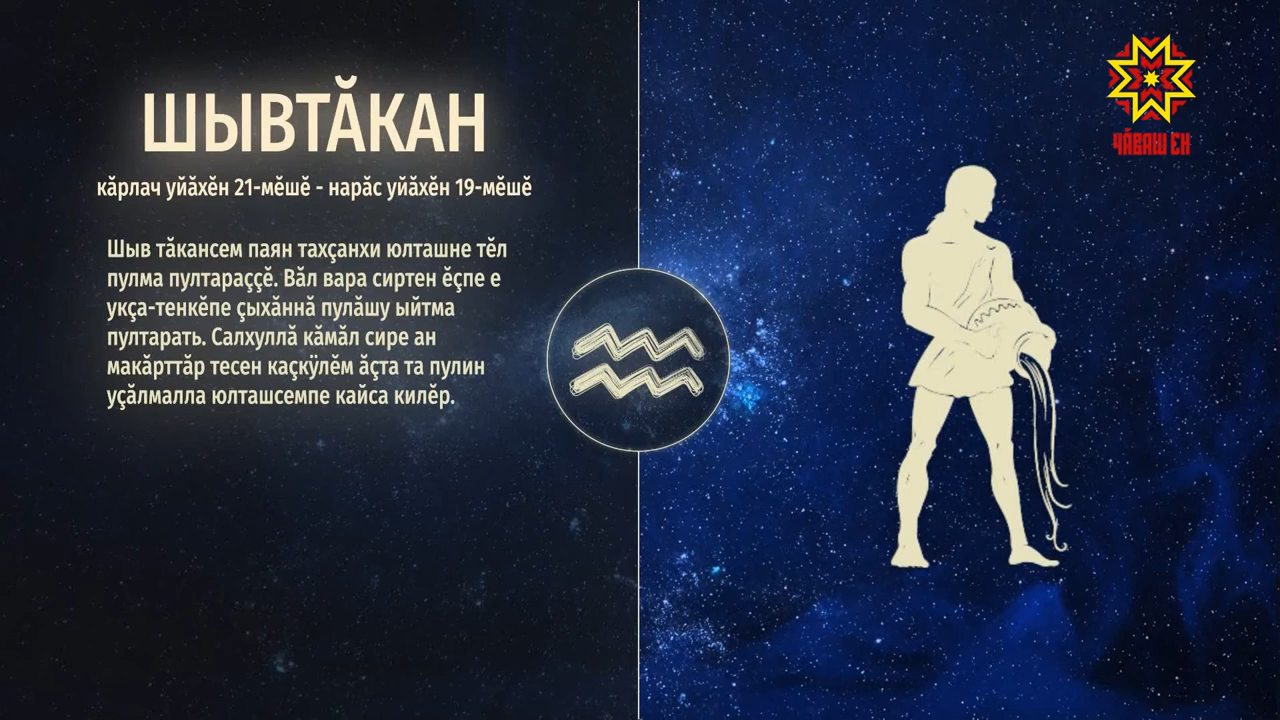 ШЫВТӐКАН
кӑрлач уйӑхӗн 21-мӗшӗ - нарӑс уйӑхӗн 19-мӗшӗ
Шыв тӑкансем паян тахҫанхи юлташне тӗл
пулма пултараҫҫӗ. Вӑл вара сиртен ӗҫпе е
укҫа-тенкӗпе ҫыхӑннӑ пулӑшу ыйтма
пултарать. Салхуллӑ кӑмӑл сире ан
макӑрттӑр тесен каҫкӳлӗм ӑҫта та пулин
уҫӑлмалла юлташсемпе кайса килӗр.
ЧӐВАШ ЕН